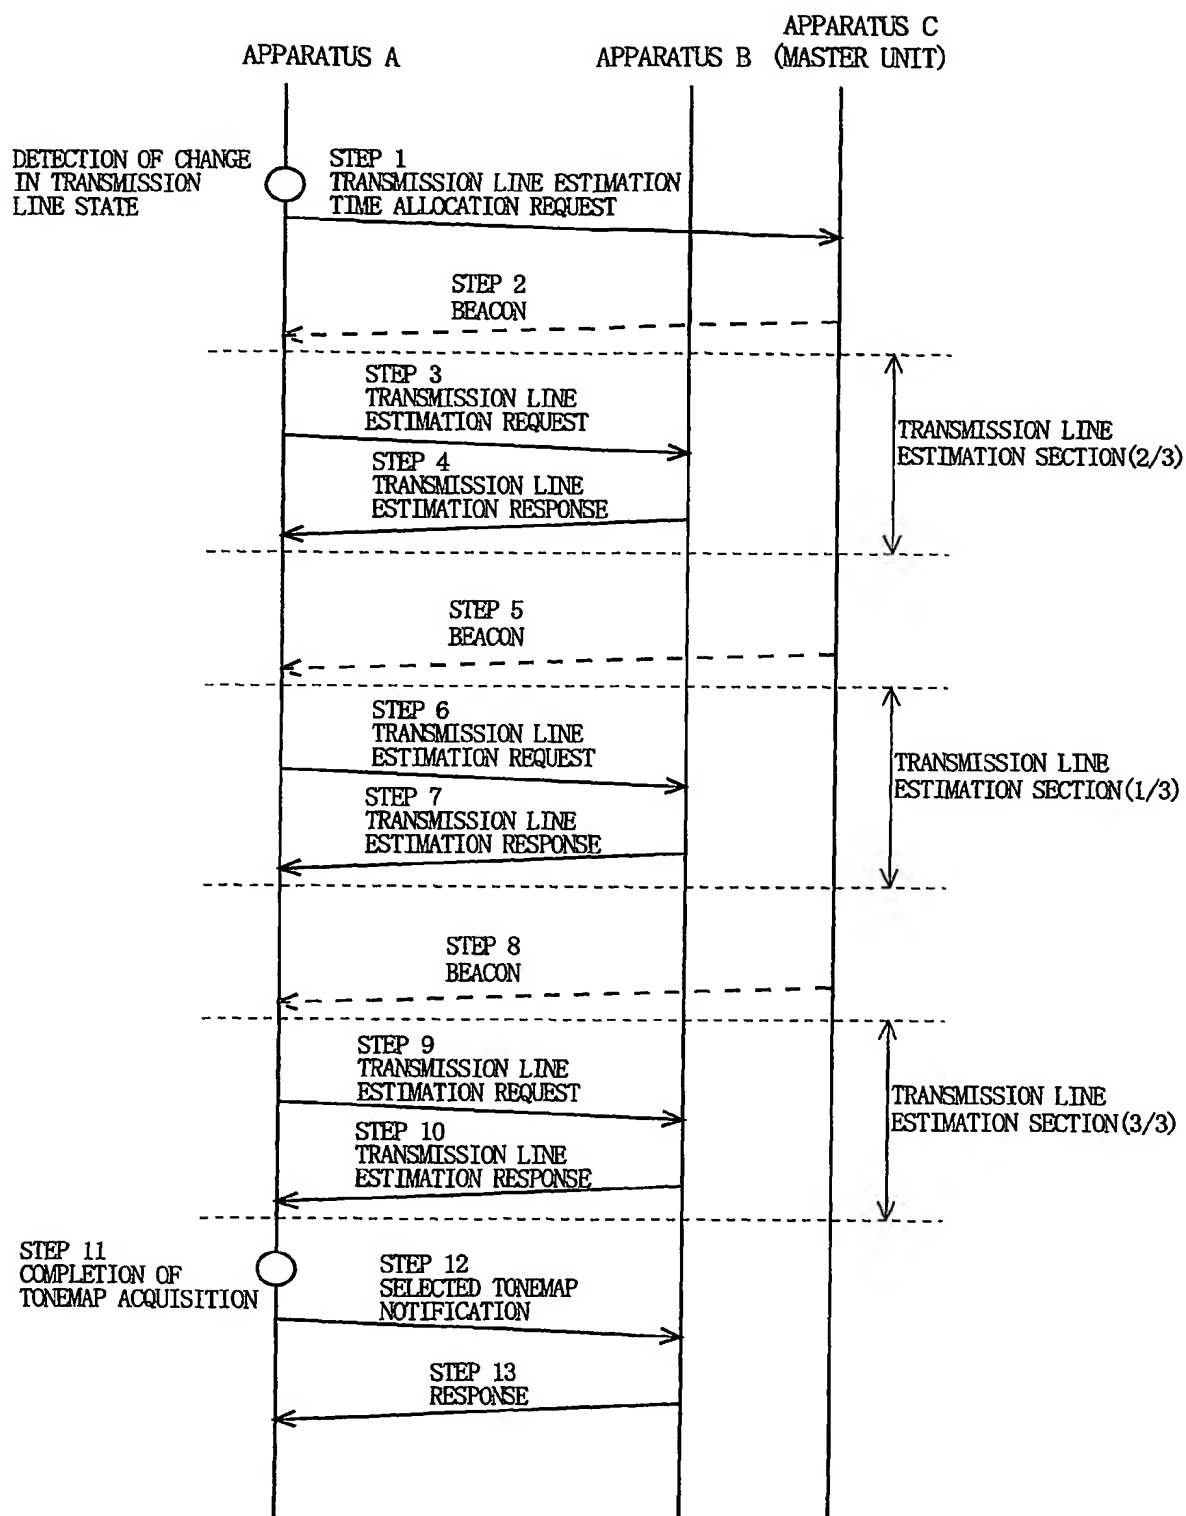 APPARATUS A
APPARATUS B
APPARATUS C
(MASTER UNIT)
DETECTION OF CHANGE
IN TRANSMISSION
LINE STATE
STEP 1
TRANSMISSION LINE ESTIMATION
TIME ALLOCATION REQUEST
STEP 2
BEACON
STEP 3
TRANSMISSION LINE
ESTIMATION REQUEST
TRANSMISSION LINE
ESTIMATION SECTION(2/3)
STEP 4
TRANSMISSION LINE
ESTIMATION RESPONSE
STEP 5
BEACON
STEP 6
TRANSMISSION LINE
ESTIMATION REQUEST
TRANSMISSION LINE
ESTIMATION SECTION(1/3)
STEP 7
TRANSMISSION LINE
ESTIMATION RESPONSE
STEP 8
BEACON
STEP 9
TRANSMISSION LINE
ESTIMATION REQUEST
TRANSMISSION LINE
ESTIMATION SECTION(3/3)
STEP 10
TRANSMISSION LINE
ESTIMATION RESPONSE
STEP 11
COMPLETION OF
TONEMAP ACQUISITION
STEP 12
SELECTED TONEMAP
NOTIFICATION
STEP 13
RESPONSE